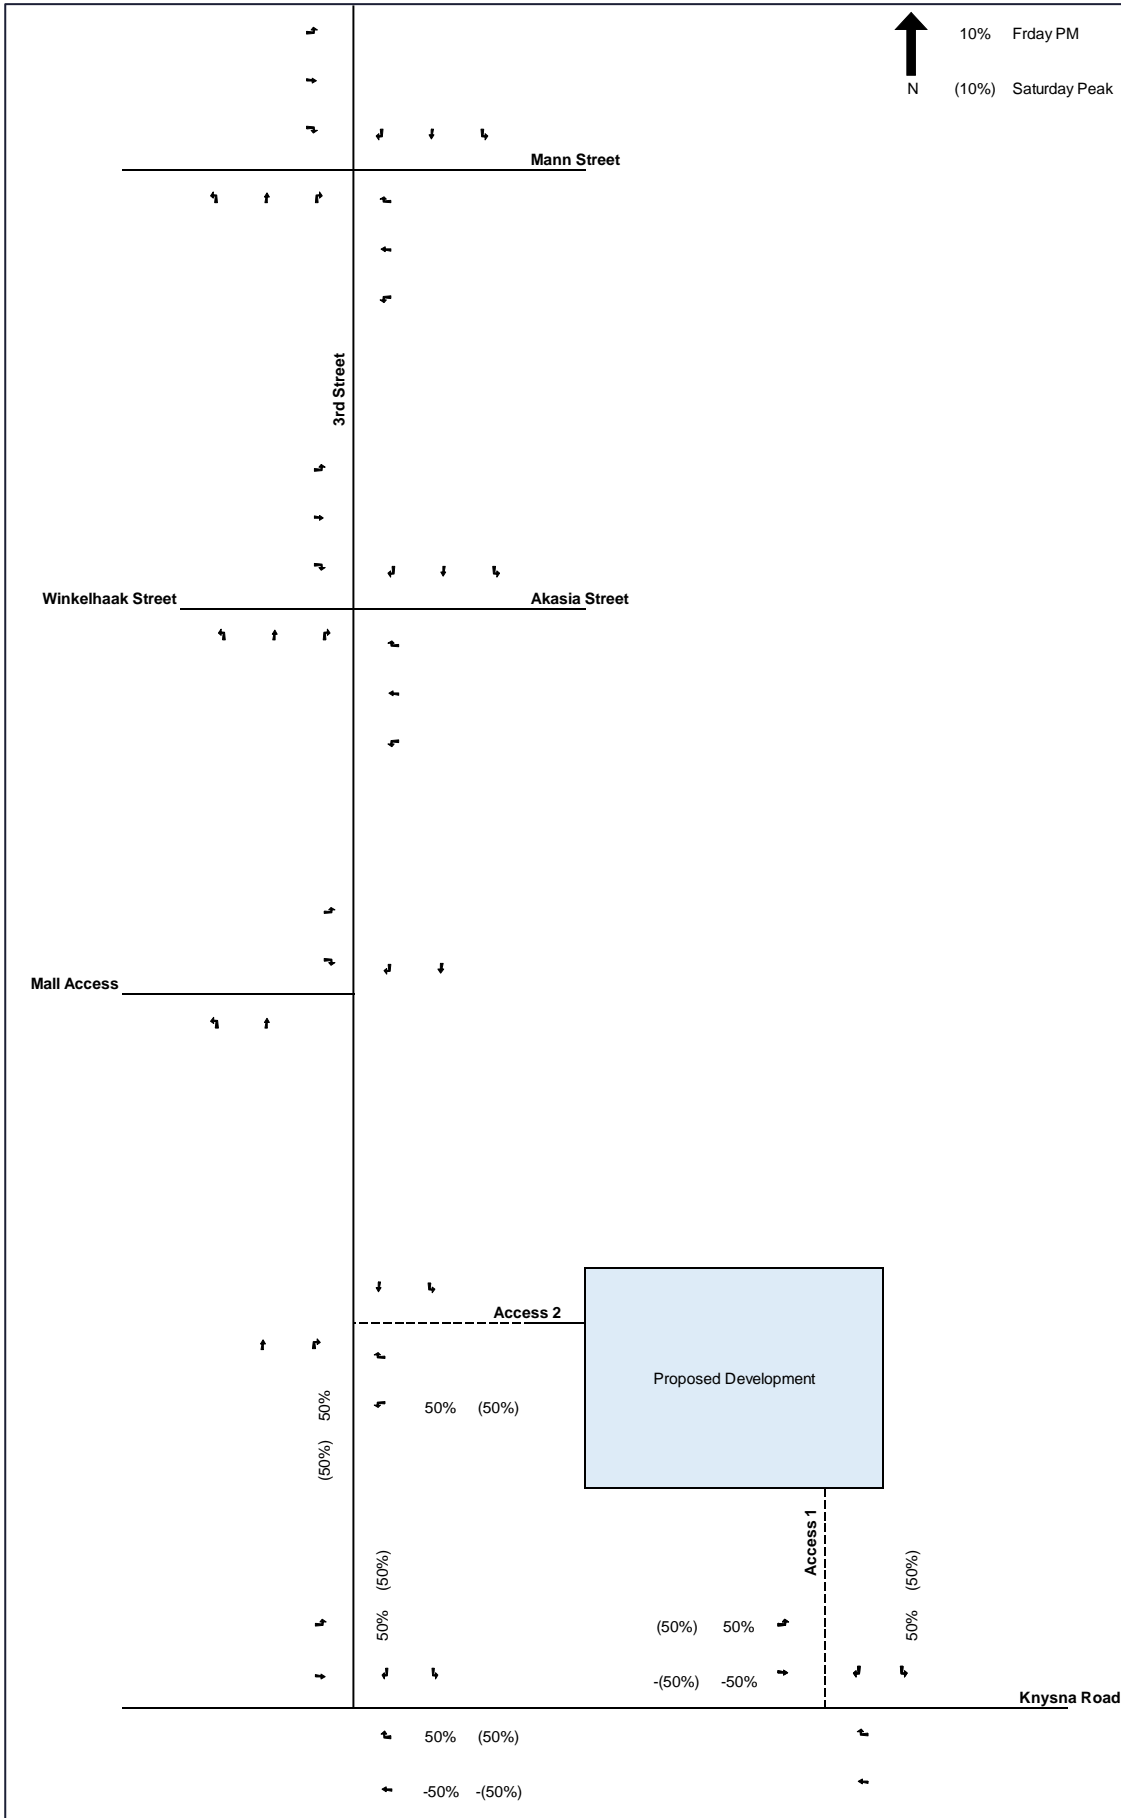 10% Frday PM
N (10%) Saturday Peak
Mann Street
3rd Street
Winkelhaak Street
Akasia Street
Mall Access
Access 2
Proposed Development
50%
(50%)
50% (50%)
Access 1
50% (50%)
(50%) 50%
50% (50%)
-(50%) -50%
Knysna Road
50% (50%)
-50% -(50%)